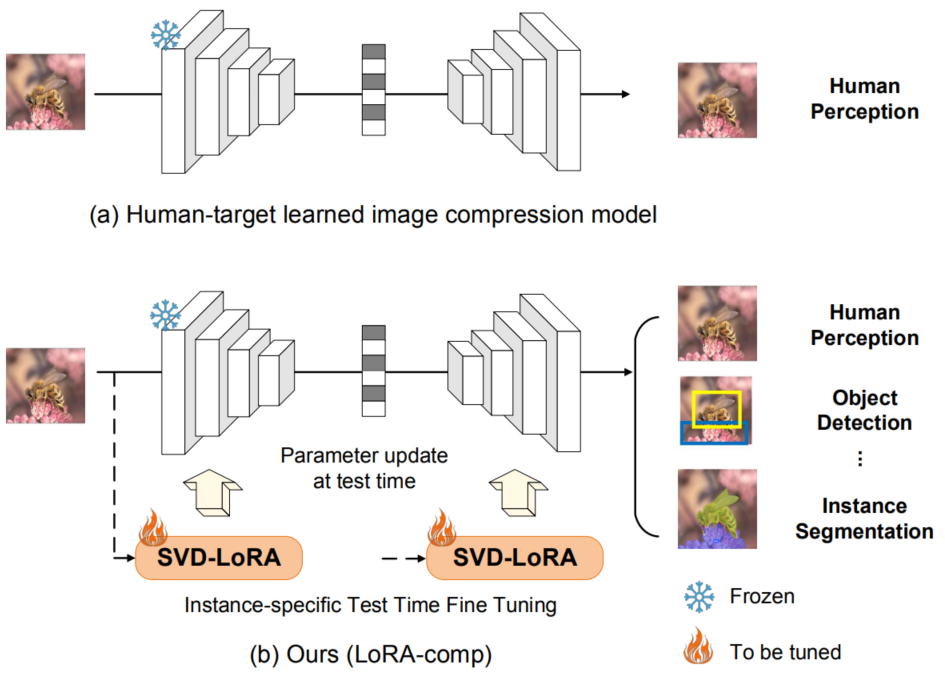 Human
Perception
(a) Human-target learned image compression model
Human
Perception
Object
Detection
⋮
Instance
Segmentation
Parameter update
at test time
SVD-LoRA
SVD-LoRA
Instance-specific Test Time Fine Tuning
(b) Ours (LoRA-comp)
Frozen
To be tuned